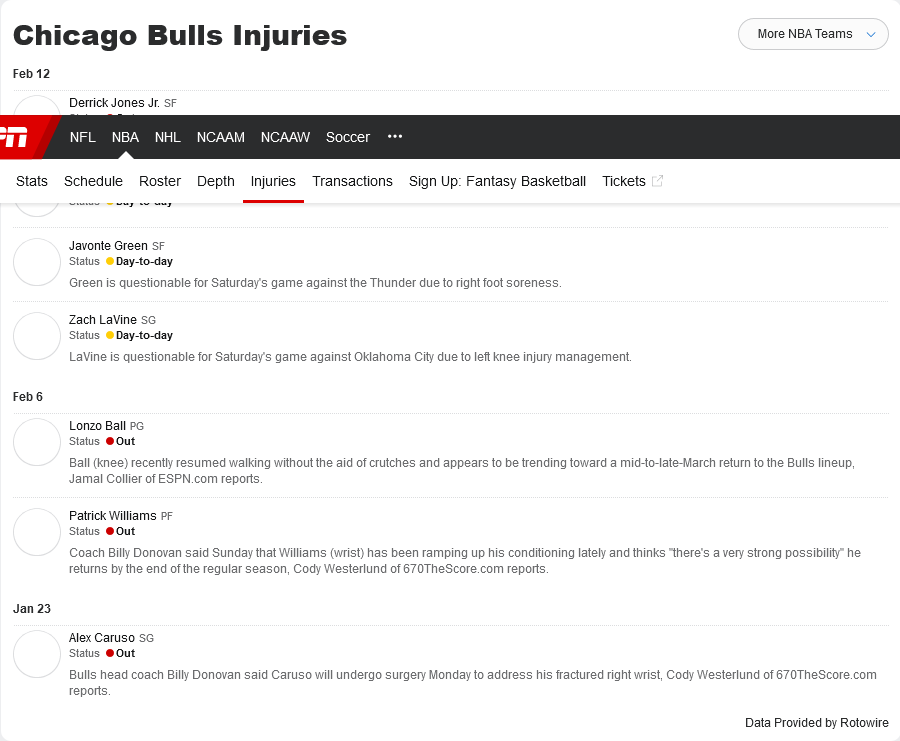 Chicago Bulls Injuries
More NBA Teams
Feb 12
Derrick Jones Jr. SF
NFL NBA NHL NCAAM NCAAW Soccer •••
Stats Schedule Roster Depth Injuries Transactions Sign Up: Fantasy Basketball Tickets
Status Day-to-day
Javonte Green SF
Status Day-to-day
Green is questionable for Saturday's game against the Thunder due to right foot soreness.
Zach LaVine SG
Status Day-to-day
LaVine is questionable for Saturday's game against Oklahoma City due to left knee injury management.
Feb 6
Lonzo Ball PG
Status Out
Ball (knee) recently resumed walking without the aid of crutches and appears to be trending toward a mid-to-late-March return to the Bulls lineup,
Jamal Collier of ESPN.com reports.
Patrick Williams PF
Status Out
Coach Billy Donovan said Sunday that Williams (wrist) has been ramping up his conditioning lately and thinks "there's a very strong possibility" he
returns by the end of the regular season, Cody Westerlund of 670TheScore.com reports.
Jan 23
Alex Caruso SG
Status Out
Bulls head coach Billy Donovan said Caruso will undergo surgery Monday to address his fractured right wrist, Cody Westerlund of 670TheScore.com
reports.
Data Provided by Rotowire